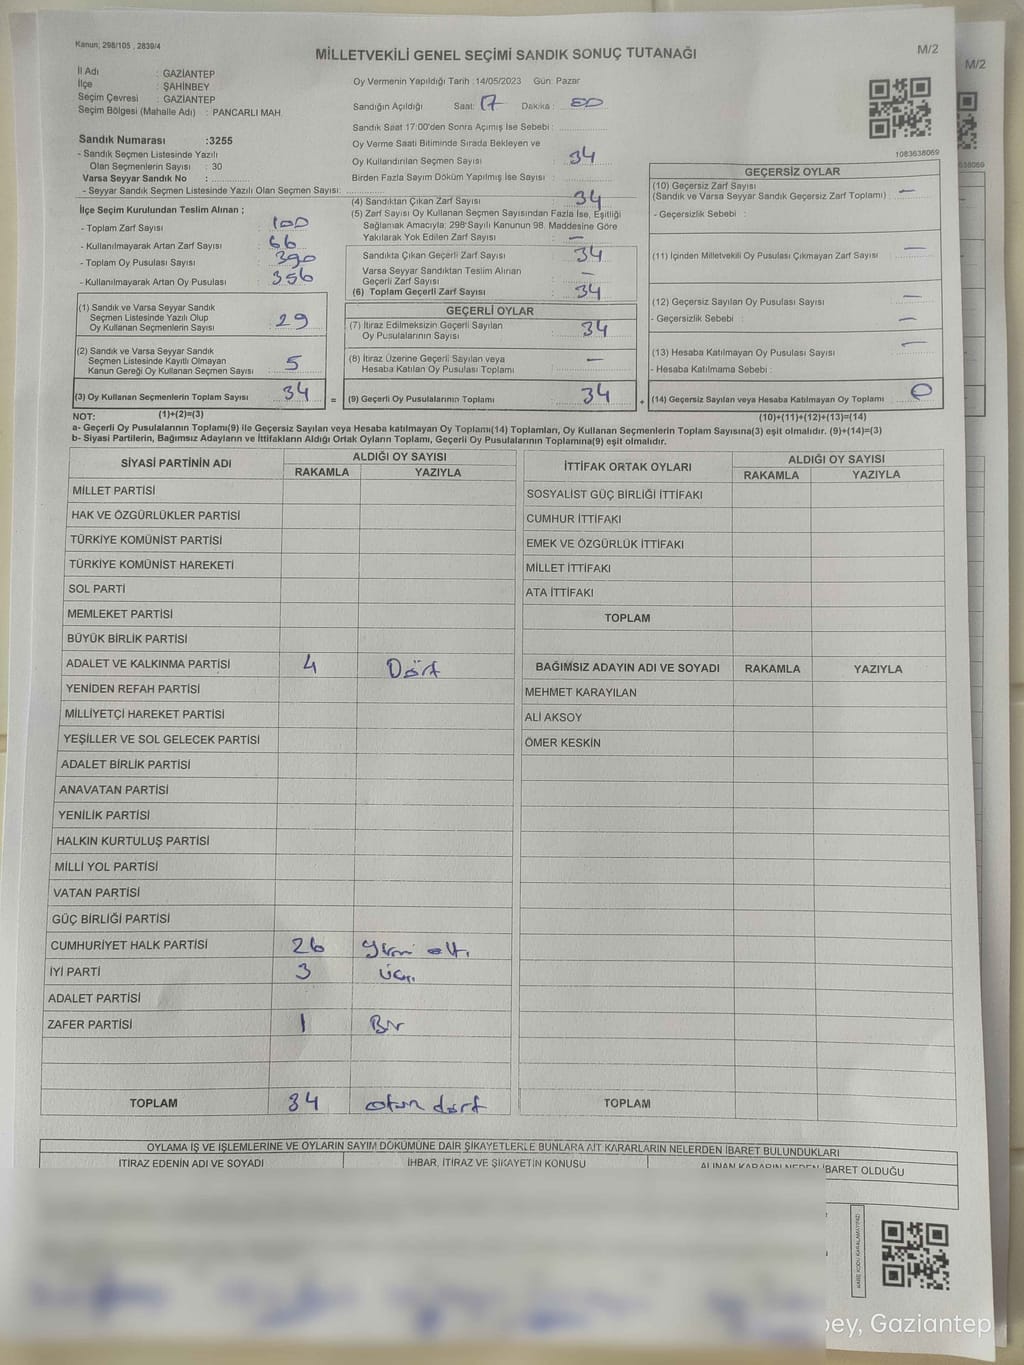 Kanun; 298/105 , 2839/4
M/2
M/2
MİLLETVEKİLİ GENEL SEÇİMİ SANDIK SONUÇ TUTANAĞI
İl Adı : GAZİANTEP
İlçe : ŞAHİNBEY
Seçim Çevresi : GAZİANTEP
Seçim Bölgesi (Mahalle Adı) : PANCARLI MAH.
Sandık Numarası :3255
- Sandık Seçmen Listesinde Yazılı
Olan Seçmenlerin Sayısı : 30
Varsa Seyyar Sandık No :
- Seyyar Sandık Seçmen Listesinde Yazılı Olan Seçmen Sayısı:
Oy Vermenin Yapıldığı Tarih :14/05/2023 Gün: Pazar
Sandığın Açıldığı Saat: 17 Dakika : 00
Sandık Saat 17:00'den Sonra Açımış İse Sebebi :
Oy Verme Saati Bitiminde Sırada Bekleyen ve
Oy Kullandırılan Seçmen Sayısı : 34
Birden Fazla Sayım Döküm Yapılmış İse Sayısı :
1083638069
İlçe Seçim Kurulundan Teslim Alınan ;
- Toplam Zarf Sayısı : 100
- Kullanılmayarak Artan Zarf Sayısı : 66
- Toplam Oy Pusulası Sayısı : 390
- Kullanılmayarak Artan Oy Pusulası : 356
(1) Sandık ve Varsa Seyyar Sandık
Seçmen Listesinde Yazılı Olup
Oy Kullanan Seçmenlerin Sayısı : 29
(2) Sandık ve Varsa Seyyar Sandık
Seçmen Listesinde Kayıtlı Olmayan
Kanun Gereği Oy Kullanan Seçmen Sayısı : 5
(3) Oy Kullanan Seçmenlerin Toplam Sayısı : 34
=
(4) Sandıktan Çıkan Zarf Sayısı : 34
(5) Zarf Sayısı Oy Kullanan Seçmen Sayısından Fazla İse, Eşitliği
Sağlamak Amacıyla; 298 Sayılı Kanunun 98. Maddesine Göre
Yakılarak Yok Edilen Zarf Sayısı : —
Sandıkta Çıkan Geçerli Zarf Sayısı : 34
Varsa Seyyar Sandıktan Teslim Alınan
Geçerli Zarf Sayısı : —
(6) Toplam Geçerli Zarf Sayısı : 34
GEÇERLİ OYLAR
(7) İtiraz Edilmeksizin Geçerli Sayılan
Oy Pusulalarının Sayısı : 34
(8) İtiraz Üzerine Geçerli Sayılan veya
Hesaba Katılan Oy Pusulası Toplamı : —
(9) Geçerli Oy Pusulalarının Toplamı : 34
+
GEÇERSİZ OYLAR
(10) Geçersiz Zarf Sayısı
(Sandık ve Varsa Seyyar Sandık Geçersiz Zarf Toplamı) : —
- Geçersizlik Sebebi :
(11) İçinden Milletvekili Oy Pusulası Çıkmayan Zarf Sayısı : —
(12) Geçersiz Sayılan Oy Pusulası Sayısı : —
- Geçersizlik Sebebi : —
(13) Hesaba Katılmayan Oy Pusulası Sayısı : —
- Hesaba Katılmama Sebebi :
(14) Geçersiz Sayılan veya Hesaba Katılmayan Oy Toplamı : 0
NOT: (1)+(2)=(3) (10)+(11)+(12)+(13)=(14)
a- Geçerli Oy Pusulalarının Toplamı(9) ile Geçersiz Sayılan veya Hesaba katılmayan Oy Toplamı(14) Toplamları, Oy Kullanan Seçmenlerin Toplam Sayısına(3) eşit olmalıdır. (9)+(14)=(3)
b- Siyasi Partilerin, Bağımsız Adayların ve İttifakların Aldığı Ortak Oyların Toplamı, Geçerli Oy Pusulalarının Toplamına(9) eşit olmalıdır.
SİYASİ PARTİNİN ADI ALDIĞI OY SAYISI
RAKAMLA YAZIYLA
MİLLET PARTİSİ
HAK VE ÖZGÜRLÜKLER PARTİSİ
TÜRKİYE KOMÜNİST PARTİSİ
TÜRKİYE KOMÜNİST HAREKETİ
SOL PARTİ
MEMLEKET PARTİSİ
BÜYÜK BİRLİK PARTİSİ
ADALET VE KALKINMA PARTİSİ 4 Dört
YENİDEN REFAH PARTİSİ
MİLLİYETÇİ HAREKET PARTİSİ
YEŞİLLER VE SOL GELECEK PARTİSİ
ADALET BİRLİK PARTİSİ
ANAVATAN PARTİSİ
YENİLİK PARTİSİ
HALKIN KURTULUŞ PARTİSİ
MİLLİ YOL PARTİSİ
VATAN PARTİSİ
GÜÇ BİRLİĞİ PARTİSİ
CUMHURİYET HALK PARTİSİ 26 yirmi altı
İYİ PARTİ 3 üç
ADALET PARTİSİ
ZAFER PARTİSİ 1 Bir
TOPLAM 34 otuz dört
İTTİFAK ORTAK OYLARI ALDIĞI OY SAYISI
RAKAMLA YAZIYLA
SOSYALİST GÜÇ BİRLİĞİ İTTİFAKI
CUMHUR İTTİFAKI
EMEK VE ÖZGÜRLÜK İTTİFAKI
MİLLET İTTİFAKI
ATA İTTİFAKI
TOPLAM
BAĞIMSIZ ADAYIN ADI VE SOYADI RAKAMLA YAZIYLA
MEHMET KARAYILAN
ALİ AKSOY
ÖMER KESKİN
TOPLAM
OYLAMA İŞ VE İŞLEMLERİNE VE OYLARIN SAYIM DÖKÜMÜNE DAİR ŞİKAYETLERLE BUNLARA AİT KARARLARIN NELERDEN İBARET BULUNDUKLARI
İTİRAZ EDENİN ADI VE SOYADI İHBAR, İTİRAZ VE ŞİKAYETİN KONUSU ALINAN KARARIN NEDEN İBARET OLDUĞU
bey, Gaziantep